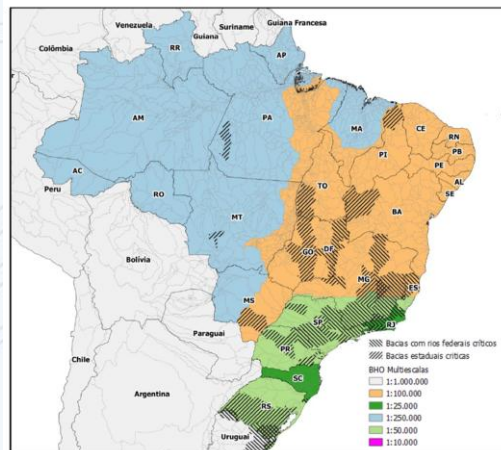 Venezuela
Suriname
Guiana Francesa
Guiana
Colômbia
RR
AP
AM
PA
MA
CE
RN
PB
PE
PI
AL
SE
AC
TO
RO
BA
Peru
MT
GO
DF
Bolívia
MG
ES
MS
SP
RJ
Paraguai
PR
Chile
SC
Argentina
RS
Uruguai
Bacias com rios federais críticos
Bacias estaduais críticas
BHO Multiescalas
1:1.000.000
1:100.000
1:25.000
1:250.000
1:50.000
1:10.000